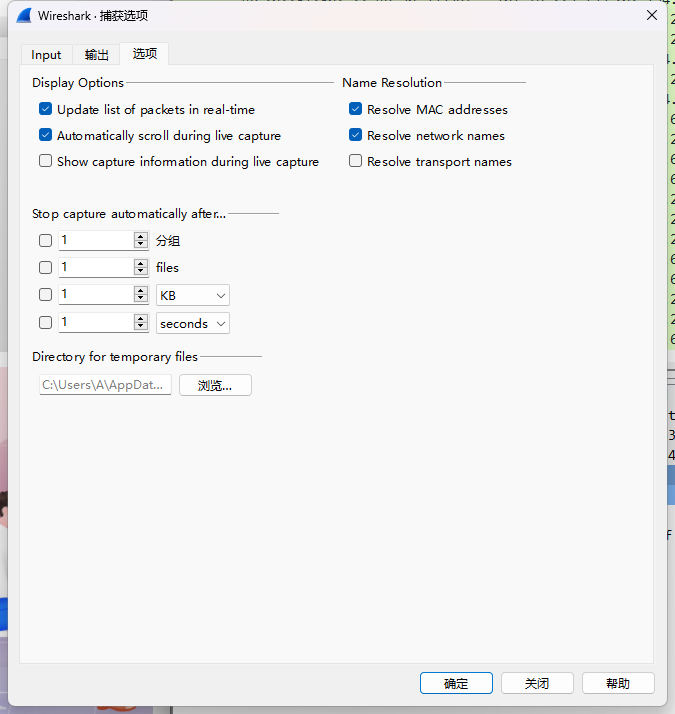 Wireshark · 捕获选项
Input 输出 选项
Display Options Name Resolution
Update list of packets in real-time Resolve MAC addresses
Automatically scroll during live capture Resolve network names
Show capture information during live capture Resolve transport names
Stop capture automatically after...
1 分组
1 files
1 KB
1 seconds
Directory for temporary files
C:\Users\A\AppDat... 浏览...
确定 关闭 帮助